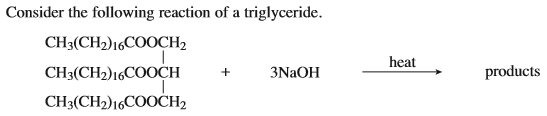 Consider the following reaction of a triglyceride.
CH₃(CH₂)₁₆COOCH₂
CH₃(CH₂)₁₆COOCH + 3NaOH heat products
CH₃(CH₂)₁₆COOCH₂